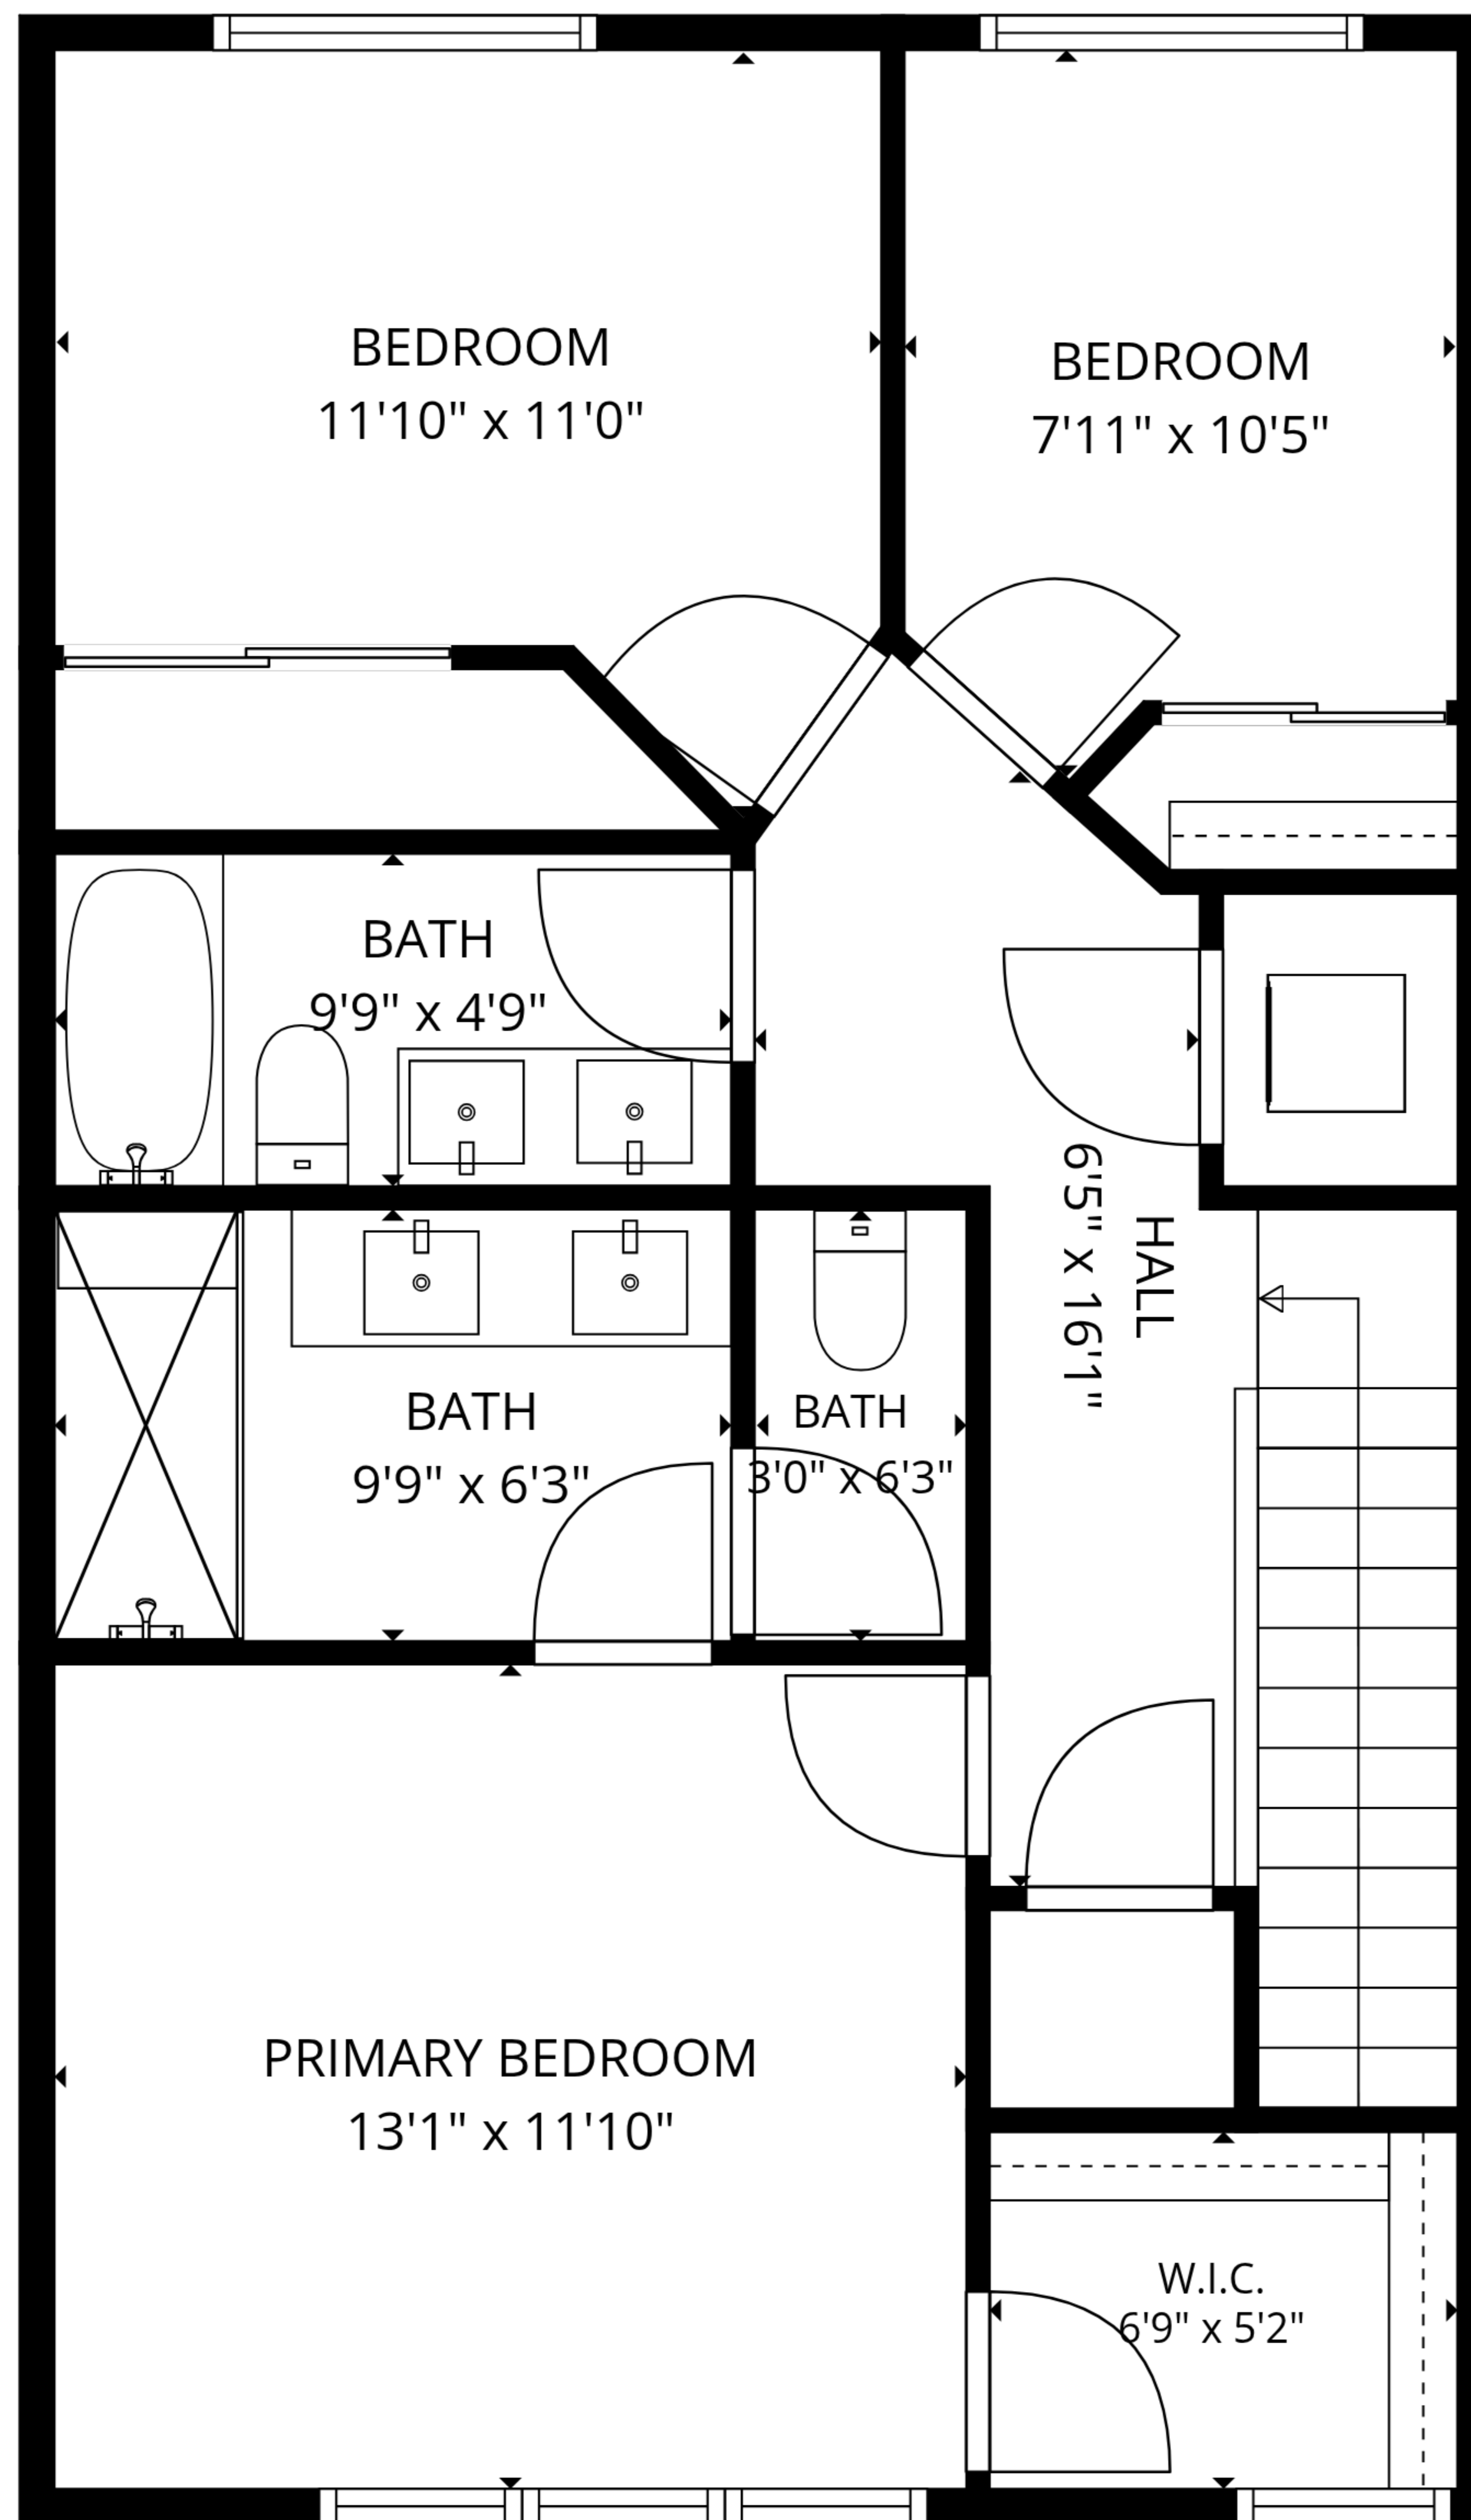 BEDROOM
11'10" x 11'0"
BEDROOM
7'11" x 10'5"
BATH
9'9" x 4'9"
HALL
6'5" x 16'1"
BATH
9'9" x 6'3"
BATH
3'0" x 6'3"
PRIMARY BEDROOM
13'1" x 11'10"
W.I.C.
6'9" x 5'2"